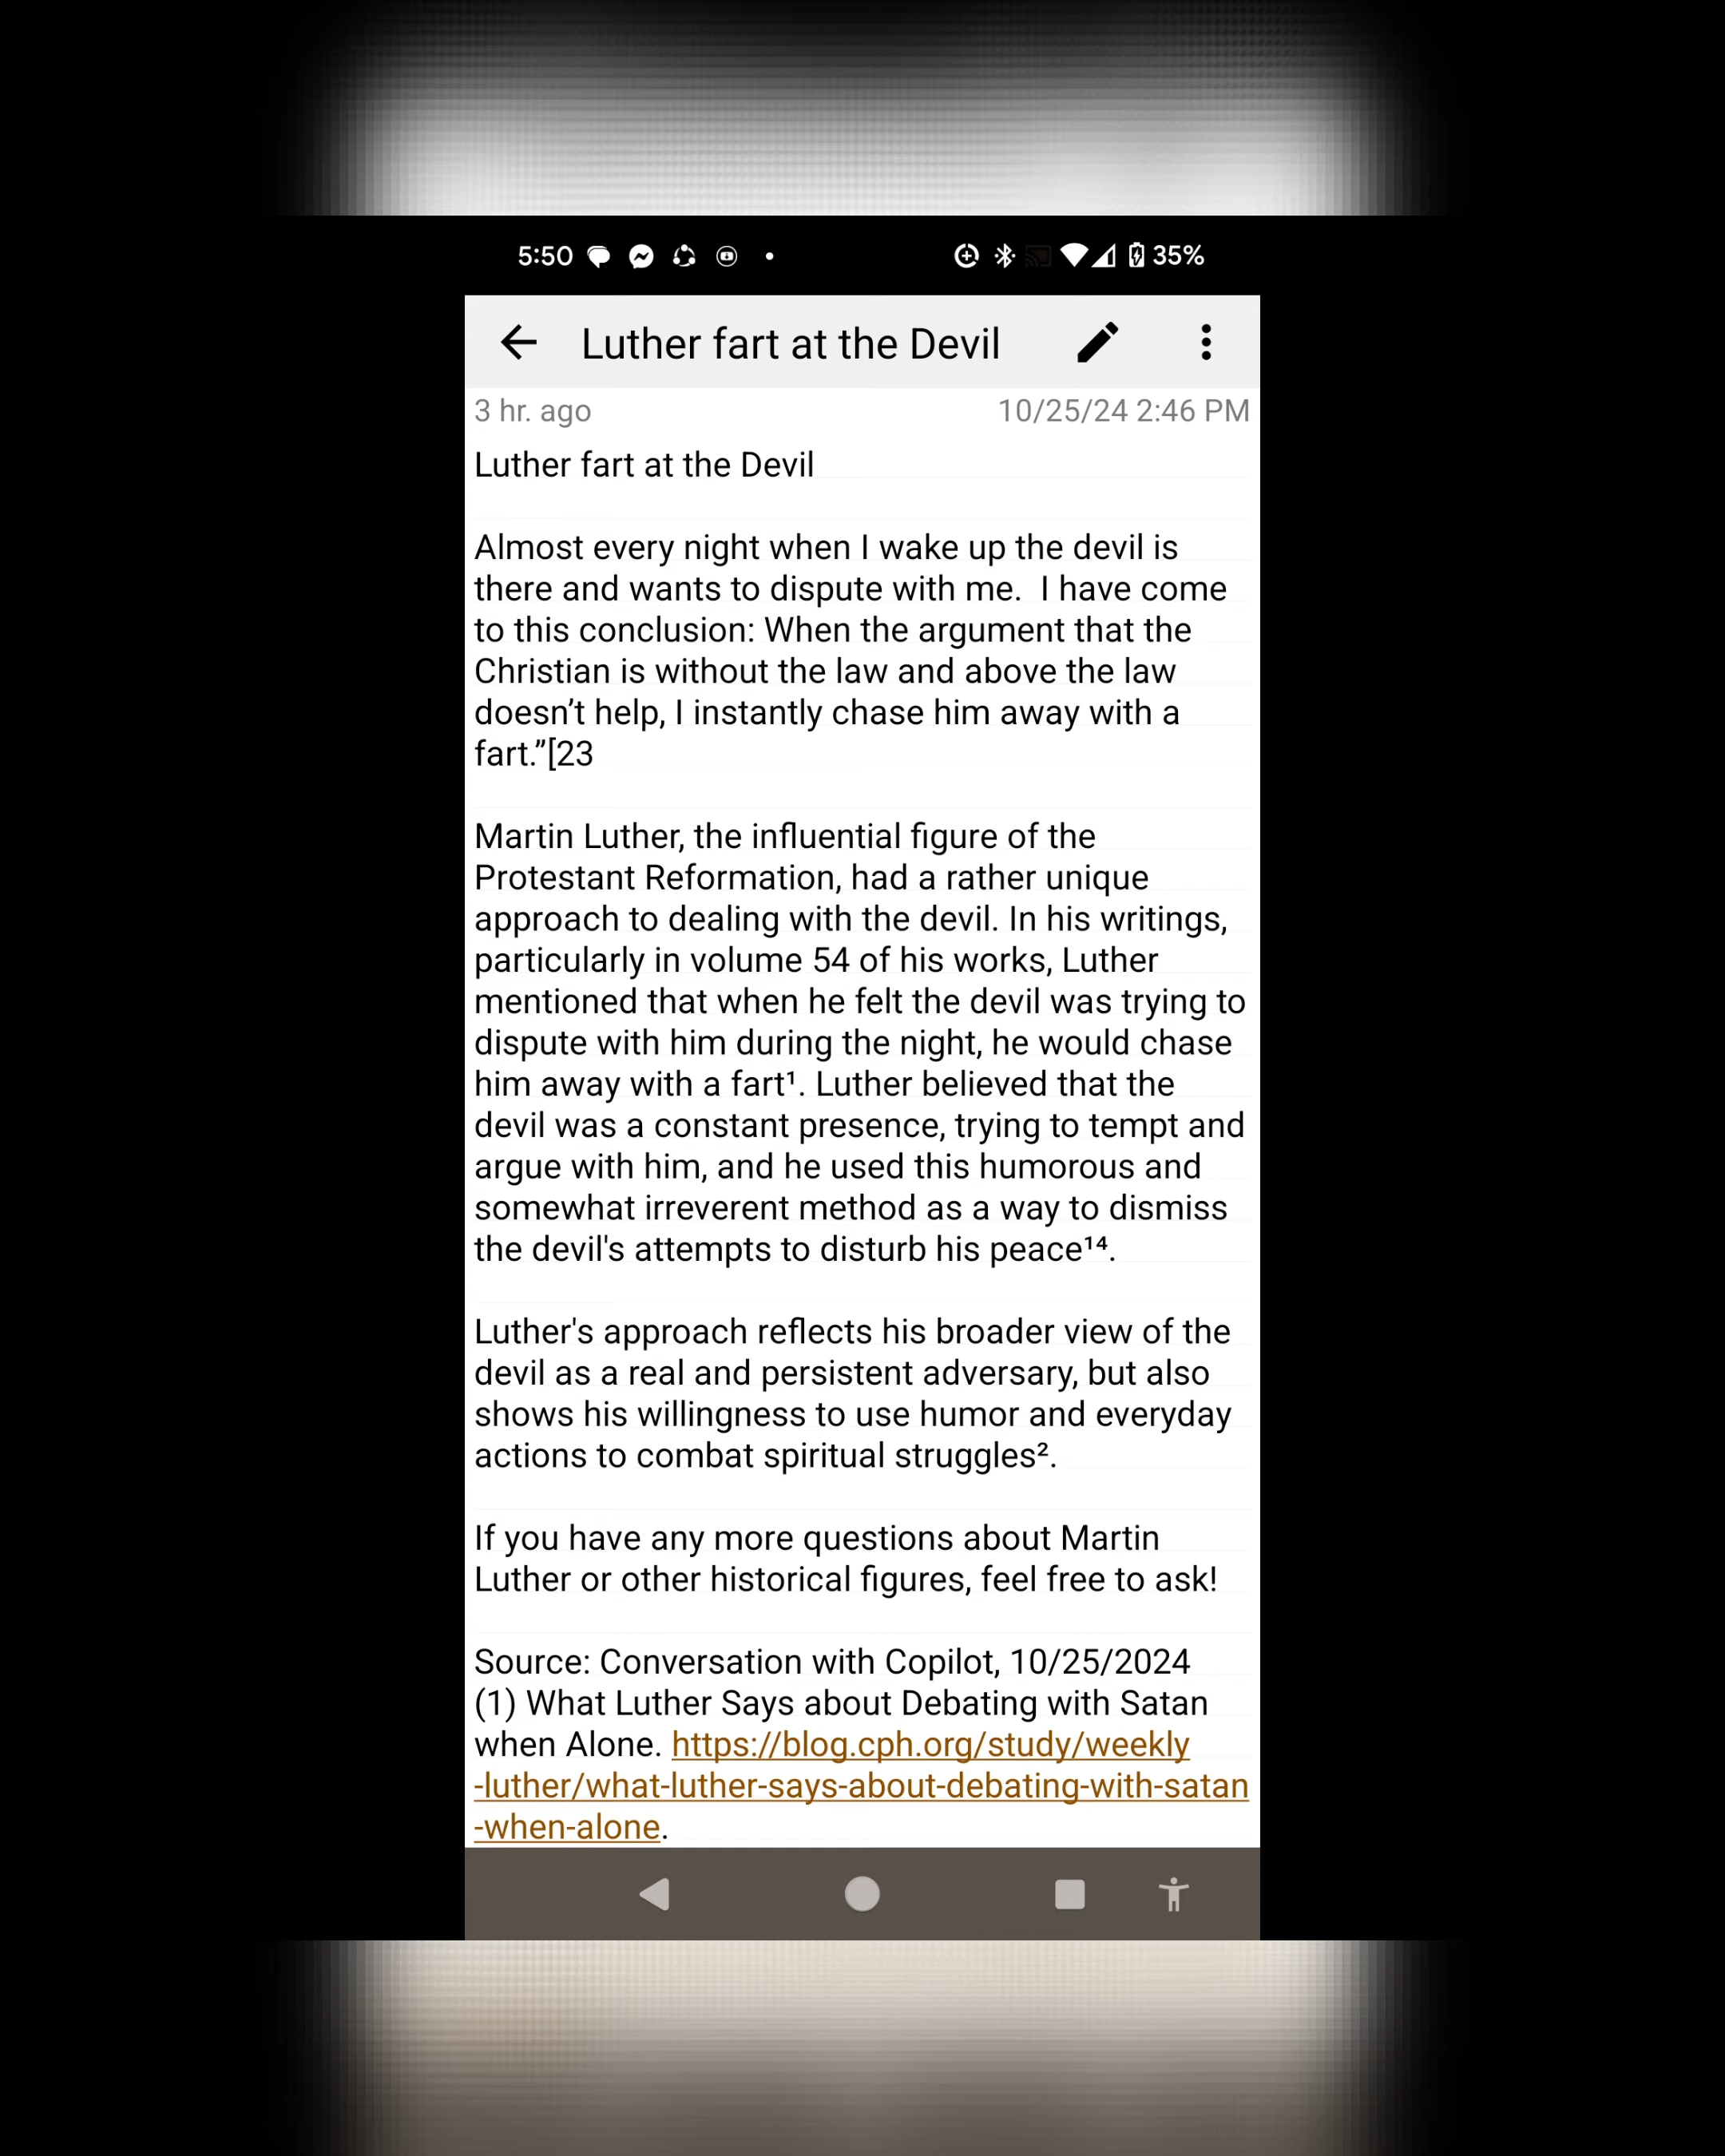 5:50
35%
Luther fart at the Devil
3 hr. ago 10/25/24 2:46 PM
Luther fart at the Devil
Almost every night when I wake up the devil is
there and wants to dispute with me.  I have come
to this conclusion: When the argument that the
Christian is without the law and above the law
doesn’t help, I instantly chase him away with a
fart.”[23
Martin Luther, the influential figure of the
Protestant Reformation, had a rather unique
approach to dealing with the devil. In his writings,
particularly in volume 54 of his works, Luther
mentioned that when he felt the devil was trying to
dispute with him during the night, he would chase
him away with a fart¹. Luther believed that the
devil was a constant presence, trying to tempt and
argue with him, and he used this humorous and
somewhat irreverent method as a way to dismiss
the devil's attempts to disturb his peace¹⁴.
Luther's approach reflects his broader view of the
devil as a real and persistent adversary, but also
shows his willingness to use humor and everyday
actions to combat spiritual struggles².
If you have any more questions about Martin
Luther or other historical figures, feel free to ask!
Source: Conversation with Copilot, 10/25/2024
(1) What Luther Says about Debating with Satan
when Alone. https://blog.cph.org/study/weekly
-luther/what-luther-says-about-debating-with-satan
-when-alone.